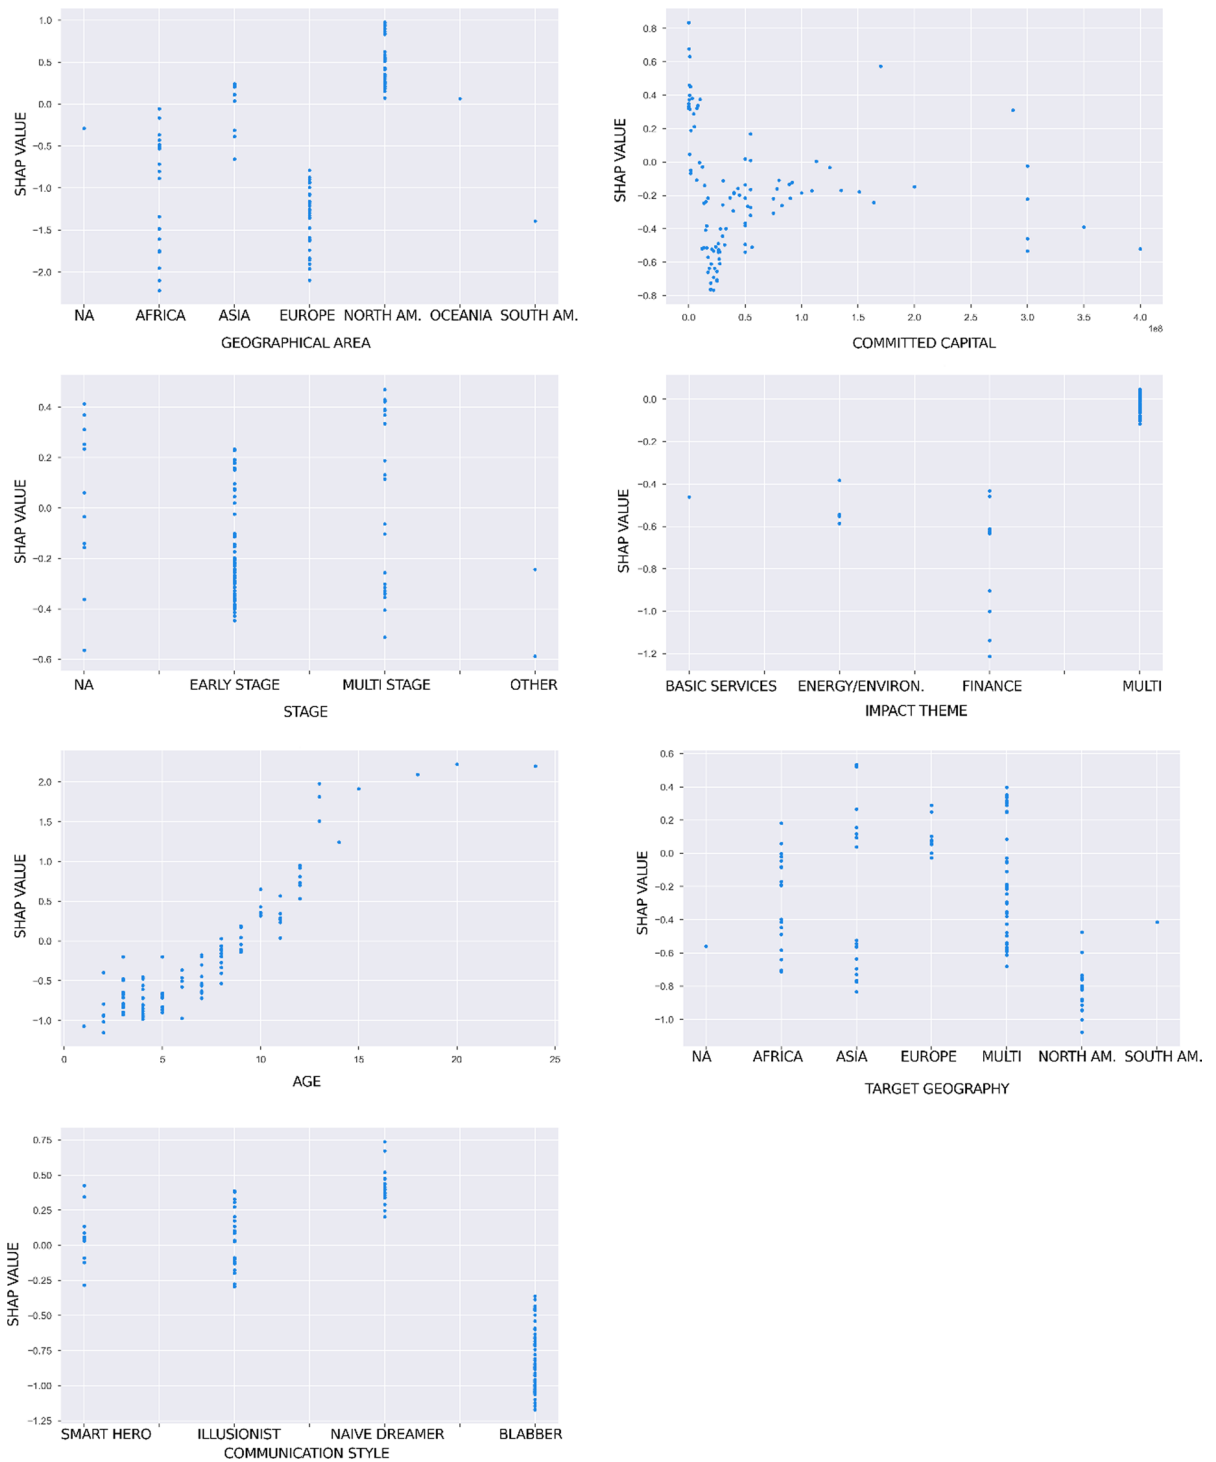 1.0
0.5
0.0
−0.5
−1.0
−1.5
−2.0
SHAP VALUE
NA AFRICA ASIA EUROPE NORTH AM. OCEANIA SOUTH AM.
GEOGRAPHICAL AREA
0.8
0.6
0.4
0.2
0.0
−0.2
−0.4
−0.6
−0.8
SHAP VALUE
0.0 0.5 1.0 1.5 2.0 2.5 3.0 3.5 4.0
1e8
COMMITTED CAPITAL
0.4
0.2
0.0
−0.2
−0.4
−0.6
SHAP VALUE
NA EARLY STAGE MULTI STAGE OTHER
STAGE
0.0
−0.2
−0.4
−0.6
−0.8
−1.0
−1.2
SHAP VALUE
BASIC SERVICES ENERGY/ENVIRON. FINANCE MULTI
IMPACT THEME
2.0
1.5
1.0
0.5
0.0
−0.5
−1.0
SHAP VALUE
0 5 10 15 20 25
AGE
0.6
0.4
0.2
0.0
−0.2
−0.4
−0.6
−0.8
−1.0
SHAP VALUE
NA AFRICA ASIA EUROPE MULTI NORTH AM. SOUTH AM.
TARGET GEOGRAPHY
0.75
0.50
0.25
0.00
−0.25
−0.50
−0.75
−1.00
−1.25
SHAP VALUE
SMART HERO ILLUSIONIST NAIVE DREAMER BLABBER
COMMUNICATION STYLE